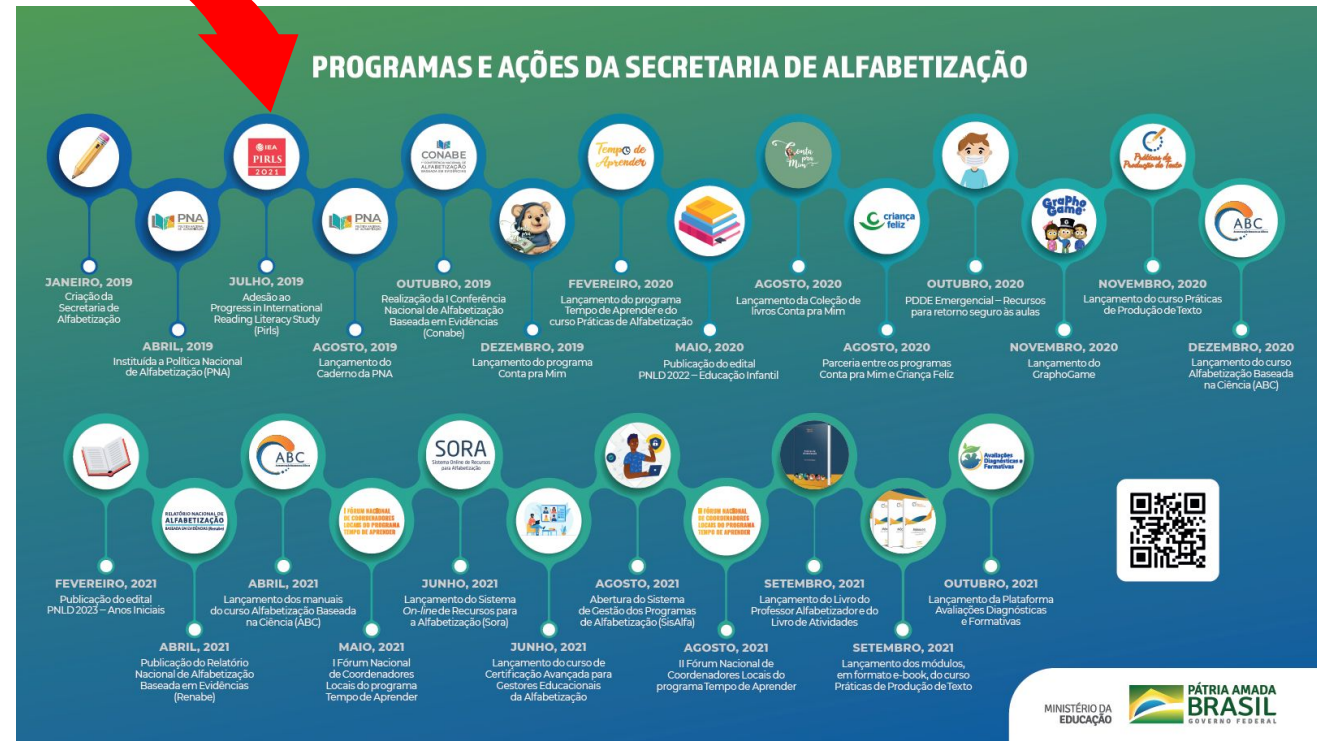 PROGRAMAS E AÇÕES DA SECRETARIA DE ALFABETIZAÇÃO
IEA
PIRLS
2021
CONABE
Tempo de
Aprender
Conta
pra
Mim
Práticas de
Produção de Texto
PNA
PNA
criança
feliz
GraphoGame
ABC
JANEIRO, 2019
Criação da
Secretaria de
Alfabetização
JULHO, 2019
Adesão ao
Progress in International
Reading Literacy Study
(Pirls)
OUTUBRO, 2019
Realização da I Conferência
Nacional de Alfabetização
Baseada em Evidências
(Conabe)
FEVEREIRO, 2020
Lançamento do programa
Tempo de Aprender e do
curso Práticas de Alfabetização
AGOSTO, 2020
Lançamento da Coleção de
livros Conta pra Mim
OUTUBRO, 2020
PDDE Emergencial – Recursos
para retorno seguro às aulas
NOVEMBRO, 2020
Lançamento do curso Práticas
de Produção de Texto
ABRIL, 2019
Instituída a Política Nacional
de Alfabetização (PNA)
AGOSTO, 2019
Lançamento do
Caderno da PNA
DEZEMBRO, 2019
Lançamento do programa
Conta pra Mim
MAIO, 2020
Publicação do edital
PNLD 2022 – Educação Infantil
AGOSTO, 2020
Parceria entre os programas
Conta pra Mim e Criança Feliz
NOVEMBRO, 2020
Lançamento do
GraphoGame
DEZEMBRO, 2020
Lançamento do curso
Alfabetização Baseada
na Ciência (ABC)
ABC
SORA
Sistema Online de Recursos
para Alfabetização
Avaliações
Diagnósticas e
Formativas
RELATÓRIO NACIONAL DE
ALFABETIZAÇÃO
BASEADA EM EVIDÊNCIAS (Renabe)
I FÓRUM NACIONAL
DE COORDENADORES
LOCAIS DO PROGRAMA
TEMPO DE APRENDER
II FÓRUM NACIONAL
DE COORDENADORES
LOCAIS DO PROGRAMA
TEMPO DE APRENDER
FEVEREIRO, 2021
Publicação do edital
PNLD 2023 – Anos Iniciais
ABRIL, 2021
Lançamento dos manuais
do curso Alfabetização Baseada
na Ciência (ABC)
JUNHO, 2021
Lançamento do Sistema
On-line de Recursos para
a Alfabetização (Sora)
AGOSTO, 2021
Abertura do Sistema
de Gestão dos Programas
de Alfabetização (SisAlfa)
SETEMBRO, 2021
Lançamento do Livro do
Professor Alfabetizador e do
Livro de Atividades
OUTUBRO, 2021
Lançamento da Plataforma
Avaliações Diagnósticas
e Formativas
ABRIL, 2021
Publicação do Relatório
Nacional de Alfabetização
Baseada em Evidências
(Renabe)
MAIO, 2021
I Fórum Nacional
de Coordenadores
Locais do programa
Tempo de Aprender
JUNHO, 2021
Lançamento do curso de
Certificação Avançada para
Gestores Educacionais
da Alfabetização
AGOSTO, 2021
II Fórum Nacional de
Coordenadores Locais do
programa Tempo de Aprender
SETEMBRO, 2021
Lançamento dos módulos,
em formato e-book, do curso
Práticas de Produção de Texto
MINISTÉRIO DA
EDUCAÇÃO
PÁTRIA AMADA
BRASIL
GOVERNO FEDERAL